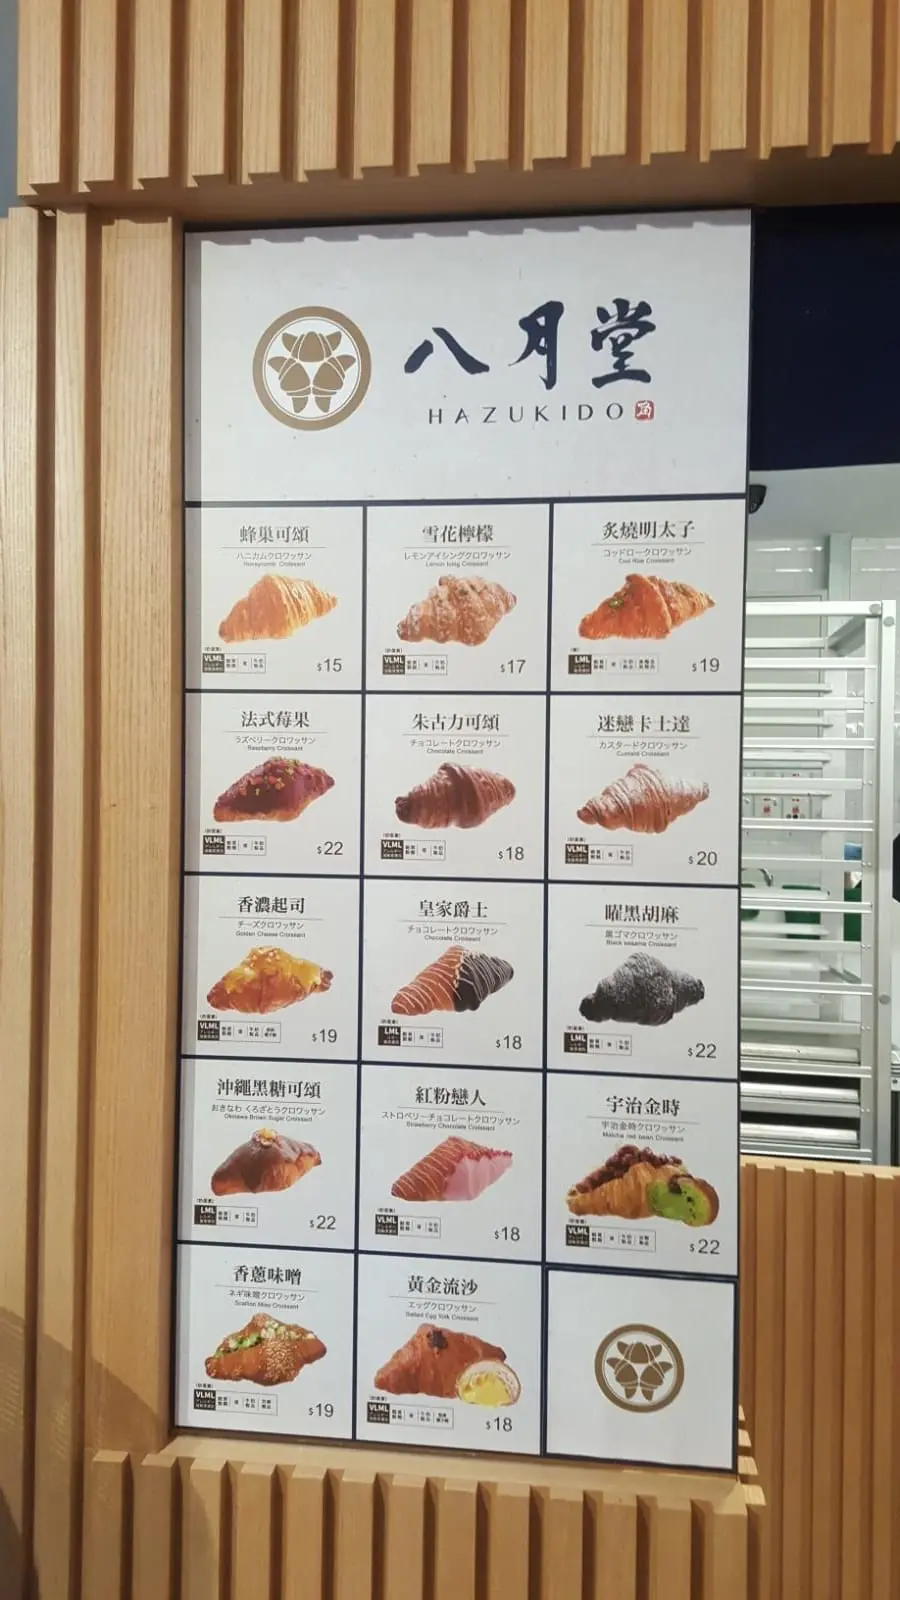 八月堂
HAZUKIDO
蜂巢可頌
ハニカムクロワッサン
Honeycomb Croissant
VLML
$15
雪花檸檬
レモンアイシングクロワッサン
Lemon Icing Croissant
VLML
$17
炙燒明太子
コッドロークロワッサン
Cod Roe Croissant
LML
$19
法式莓果
ラズベリークロワッサン
Raspberry Croissant
VLML
$22
朱古力可頌
チョコレートクロワッサン
Chocolate Croissant
VLML
$18
迷戀卡士達
カスタードクロワッサン
Custard Croissant
VLML
$20
香濃起司
チーズクロワッサン
Golden Cheese Croissant
VLML
$19
皇家爵士
チョコレートクロワッサン
Chocolate Croissant
LML
$18
曜黑胡麻
黒ゴマクロワッサン
Black sesame Croissant
LML
$22
沖繩黑糖可頌
おきなわ くろざとうクロワッサン
Okinawa Brown Sugar Croissant
LML
$22
紅粉戀人
ストロベリーチョコレートクロワッサン
Strawberry Chocolate Croissant
VLML
$18
宇治金時
宇治金時クロワッサン
Matcha red bean Croissant
VLML
$22
香蔥味噌
ネギ味噌クロワッサン
Scallion Miso Croissant
VLML
$19
黃金流沙
エッグクロワッサン
Salted Egg Yolk Croissant
VLML
$18